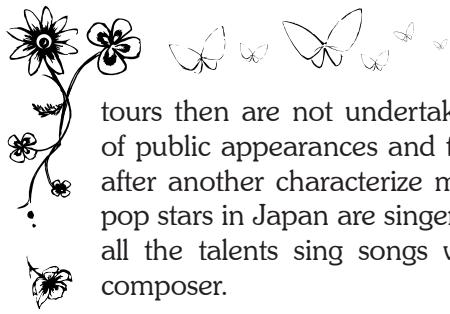 tours then are not undertak
of public appearances and f
after another characterize m
pop stars in Japan are singer
all the talents sing songs w
composer.